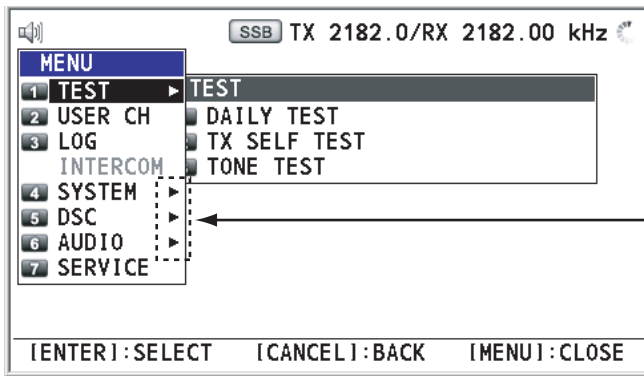 SSB TX 2182.0/RX 2182.00 kHz
MENU
1 TEST
2 USER CH
3 LOG
INTERCOM
4 SYSTEM
5 DSC
6 AUDIO
7 SERVICE
TEST
DAILY TEST
TX SELF TEST
TONE TEST
[ENTER]:SELECT [CANCEL]:BACK [MENU]:CLOSE